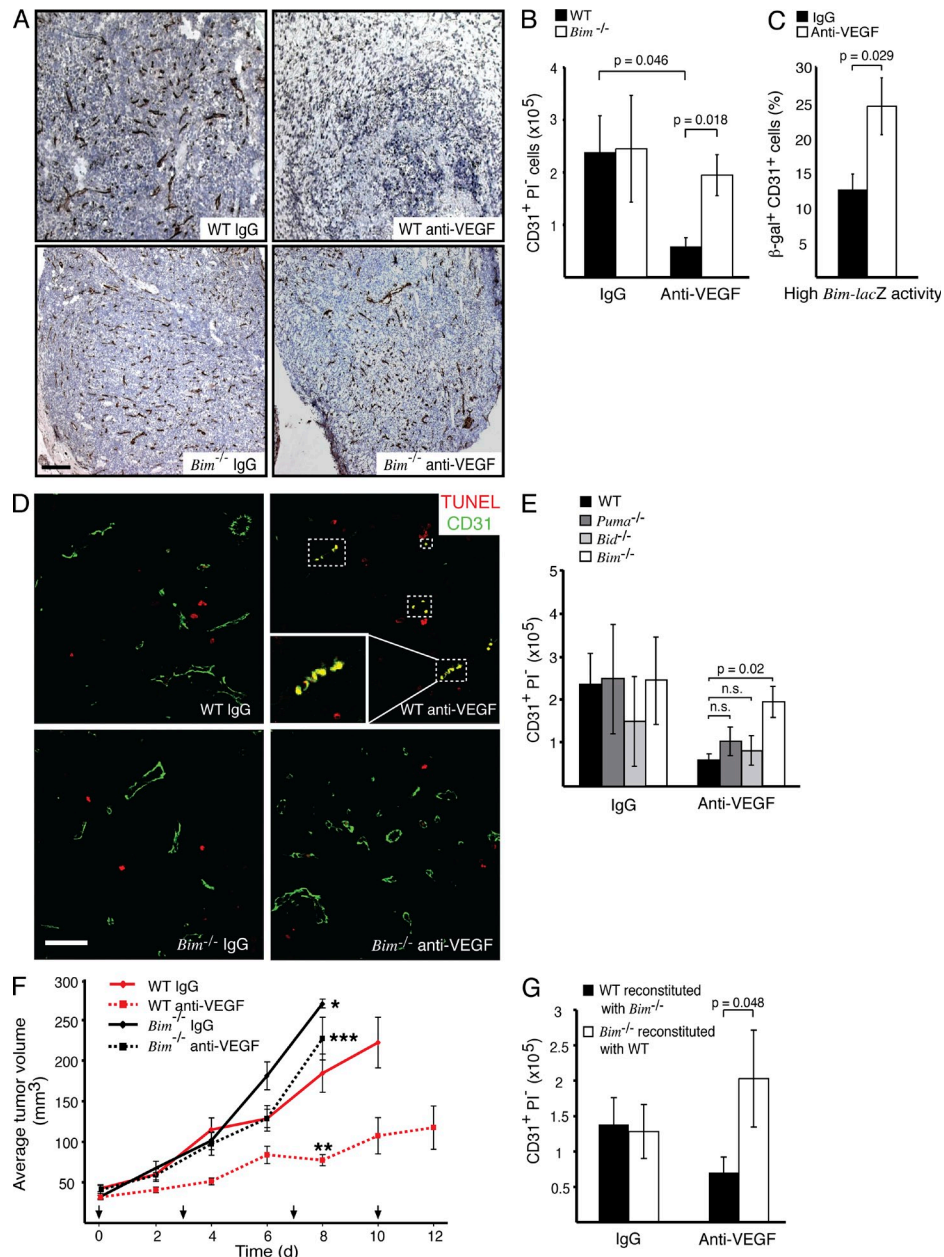 A
WT IgG
WT anti-VEGF
Bim-/- IgG
Bim-/- anti-VEGF
B
WT
Bim -/-
CD31+ PI- cells (x10^5)
p = 0.046
p = 0.018
4
3
2
1
IgG
Anti-VEGF
C
IgG
Anti-VEGF
β-gal+ CD31+ cells (%)
p = 0.029
30
25
20
15
10
5
High Bim-lacZ activity
D
TUNEL
CD31
WT IgG
WT anti-VEGF
Bim-/- IgG
Bim-/- anti-VEGF
E
WT
Puma-/-
Bid-/-
Bim-/-
CD31+ PI- (x10^5)
5
4
3
2
1
p = 0.02
n.s.
n.s.
IgG
Anti-VEGF
F
Average tumor volume
(mm3)
300
250
200
150
100
50
WT IgG
WT anti-VEGF
Bim-/- IgG
Bim-/- anti-VEGF
*
***
**
0 2 4 6 8 10 12
Time (d)
G
WT reconstituted
with Bim-/-
Bim-/- reconstituted
with WT
CD31+ PI- (x10^5)
p = 0.048
3
2.5
2
1.5
1
0.5
IgG
Anti-VEGF